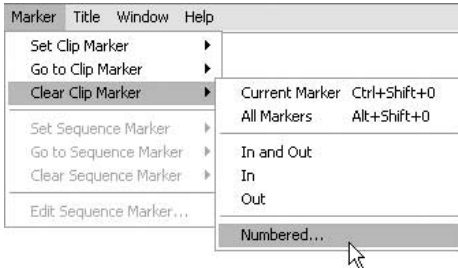 Marker Title Window Help
Set Clip Marker
Go to Clip Marker
Clear Clip Marker
Set Sequence Marker
Go to Sequence Marker
Clear Sequence Marker
Edit Sequence Marker...
Current Marker Ctrl+Shift+0
All Markers Alt+Shift+0
In and Out
In
Out
Numbered...